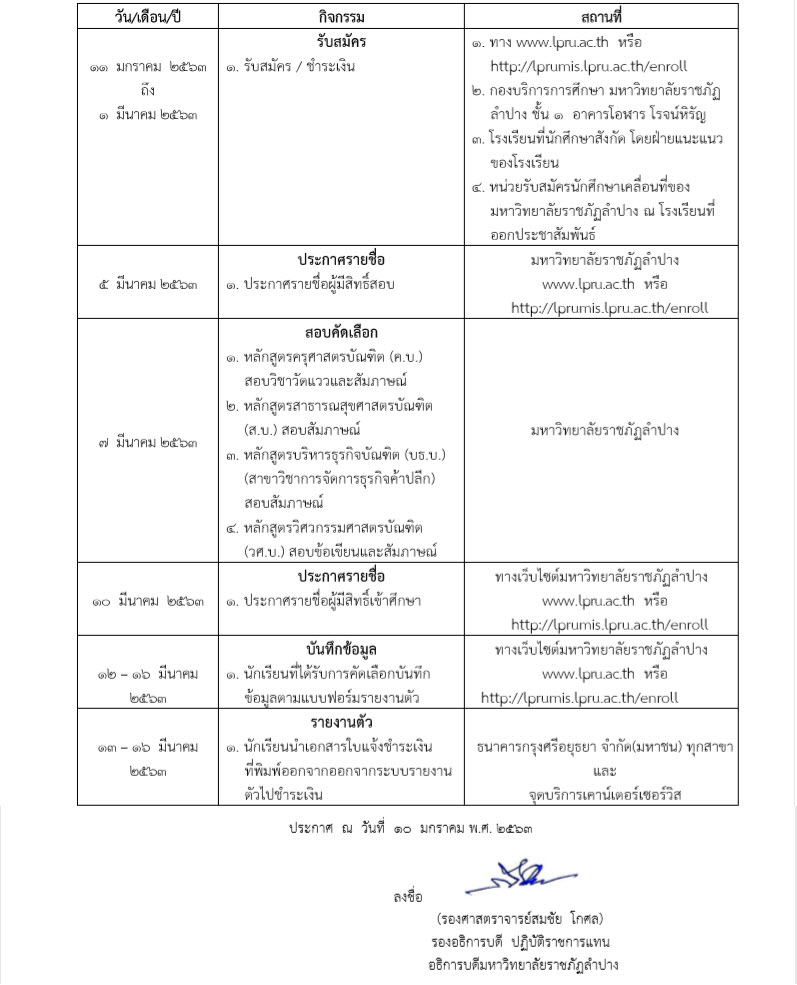 วัน/เดือน/ปี กิจกรรม สถานที่
๑๑ มกราคม ๒๕๖๓
ถึง
๑ มีนาคม ๒๕๖๓
รับสมัคร
๑. รับสมัคร / ชำระเงิน
๑. ทาง www.lpru.ac.th หรือ
http://lprumis.lpru.ac.th/enroll
๒. กองบริการการศึกษา มหาวิทยาลัยราชภัฏ
ลำปาง ชั้น ๑ อาคารโอฬาร โรจน์หิรัญ
๓. โรงเรียนที่นักศึกษาสังกัด โดยฝ่ายแนะแนว
ของโรงเรียน
๔. หน่วยรับสมัครนักศึกษาเคลื่อนที่ของ
มหาวิทยาลัยราชภัฏลำปาง ณ โรงเรียนที่
ออกประชาสัมพันธ์
๕ มีนาคม ๒๕๖๓
ประกาศรายชื่อ
๑. ประกาศรายชื่อผู้มีสิทธิ์สอบ
มหาวิทยาลัยราชภัฏลำปาง
www.lpru.ac.th หรือ
http://lprumis.lpru.ac.th/enroll
๗ มีนาคม ๒๕๖๓
สอบคัดเลือก
๑. หลักสูตรครุศาสตรบัณฑิต (ค.บ.)
สอบวิชาวัดแววและสัมภาษณ์
๒. หลักสูตรสาธารณสุขศาสตรบัณฑิต
(ส.บ.) สอบสัมภาษณ์
๓. หลักสูตรบริหารธุรกิจบัณฑิต (บธ.บ.)
(สาขาวิชาการจัดการธุรกิจค้าปลีก)
สอบสัมภาษณ์
๔. หลักสูตรวิศวกรรมศาสตรบัณฑิต
(วศ.บ.) สอบข้อเขียนและสัมภาษณ์
มหาวิทยาลัยราชภัฏลำปาง
๑๐ มีนาคม ๒๕๖๓
ประกาศรายชื่อ
๑. ประกาศรายชื่อผู้มีสิทธิ์เข้าศึกษา
ทางเว็บไซต์มหาวิทยาลัยราชภัฏลำปาง
www.lpru.ac.th หรือ
http://lprumis.lpru.ac.th/enroll
๑๒ – ๑๖ มีนาคม
๒๕๖๓
บันทึกข้อมูล
๑. นักเรียนที่ได้รับการคัดเลือกบันทึก
ข้อมูลตามแบบฟอร์มรายงานตัว
ทางเว็บไซต์มหาวิทยาลัยราชภัฏลำปาง
www.lpru.ac.th หรือ
http://lprumis.lpru.ac.th/enroll
๑๓ – ๑๖ มีนาคม
๒๕๖๓
รายงานตัว
๑. นักเรียนนำเอกสารใบแจ้งชำระเงิน
ที่พิมพ์ออกจากออกจากระบบรายงาน
ตัวไปชำระเงิน
ธนาคารกรุงศรีอยุธยา จำกัด(มหาชน) ทุกสาขา
และ
จุดบริการเคาน์เตอร์เซอร์วิส
ประกาศ ณ วันที่ ๑๐ มกราคม พ.ศ. ๒๕๖๓
ลงชื่อ
(รองศาสตราจารย์สมชัย โกศล)
รองอธิการบดี ปฏิบัติราชการแทน
อธิการบดีมหาวิทยาลัยราชภัฏลำปาง